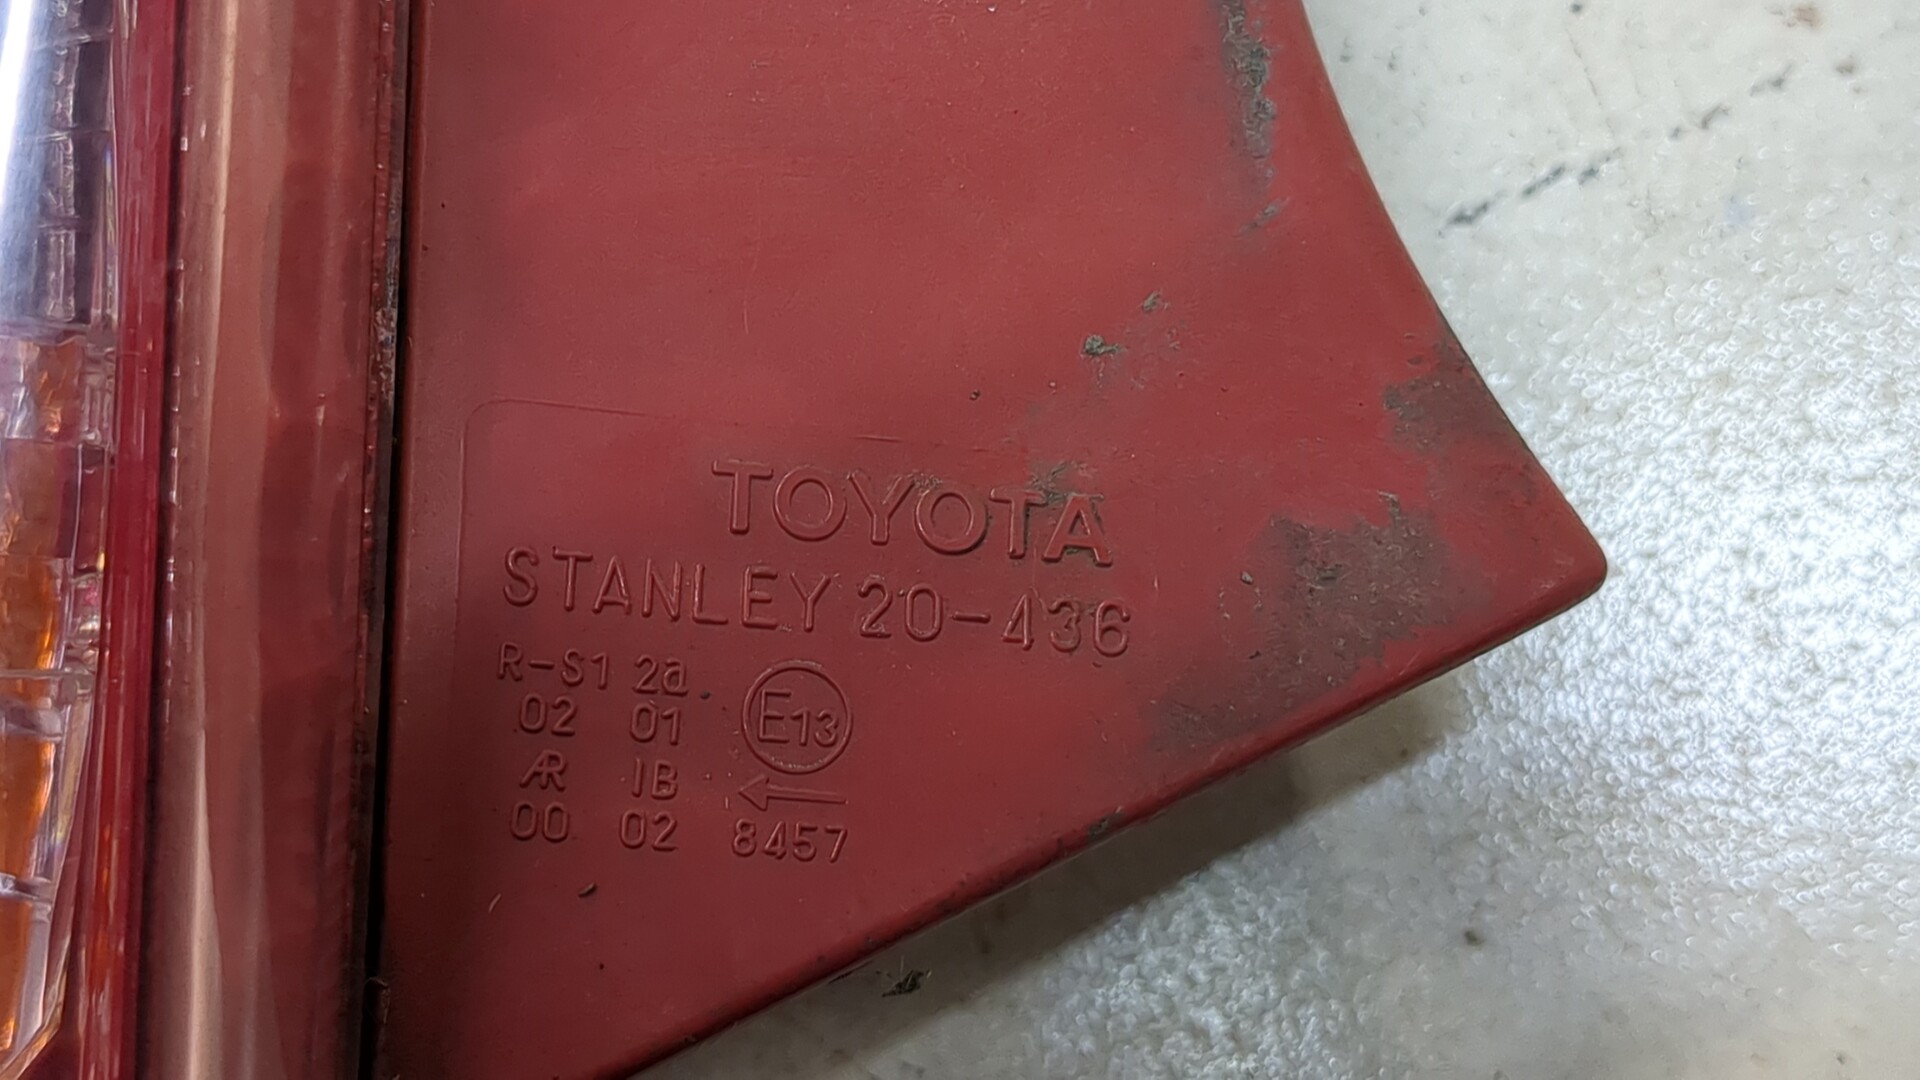 TOYOTA
STANLEY 20-436
R-S1 2a
02 01 E13
AR IB ←
00 02 8457